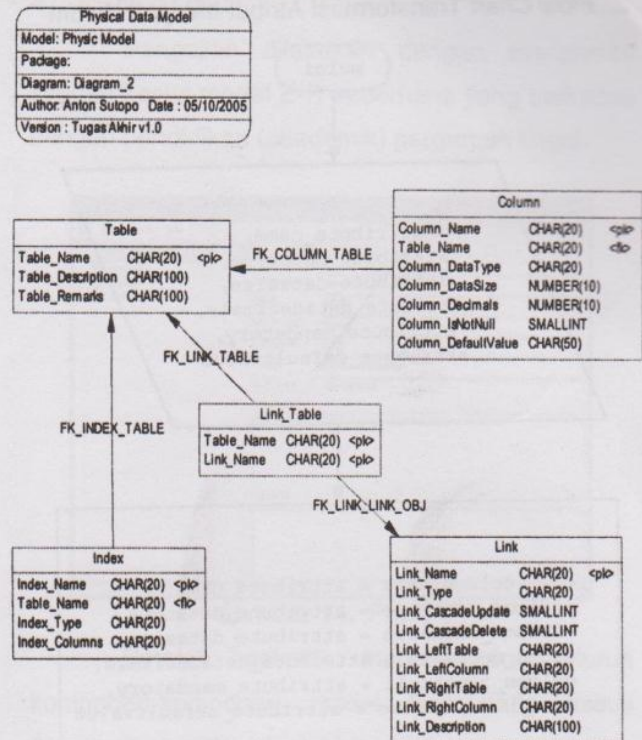 Physical Data Model
Model: Physic Model
Package:
Diagram: Diagram_2
Author: Anton Sutopo Date : 05/10/2005
Version : Tugas Akhir v1.0
Table
Table_Name CHAR(20) <pk>
Table_Description CHAR(100)
Table_Remarks CHAR(100)
FK_COLUMN_TABLE
Column
Column_Name CHAR(20) <pk>
Table_Name CHAR(20) <fk>
Column_DataType CHAR(20)
Column_DataSize NUMBER(10)
Column_Decimals NUMBER(10)
Column_IsNotNull SMALLINT
Column_DefaultValue CHAR(50)
FK_LINK_TABLE
FK_INDEX_TABLE
Link_Table
Table_Name CHAR(20) <pk>
Link_Name CHAR(20) <pk>
FK_LINK_LINK_OBJ
Index
Index_Name CHAR(20) <pk>
Table_Name CHAR(20) <fk>
Index_Type CHAR(20)
Index_Columns CHAR(20)
Link
Link_Name CHAR(20) <pk>
Link_Type CHAR(20)
Link_CascadeUpdate SMALLINT
Link_CascadeDelete SMALLINT
Link_LeftTable CHAR(20)
Link_LeftColumn CHAR(20)
Link_RightTable CHAR(20)
Link_RightColumn CHAR(20)
Link_Description CHAR(100)